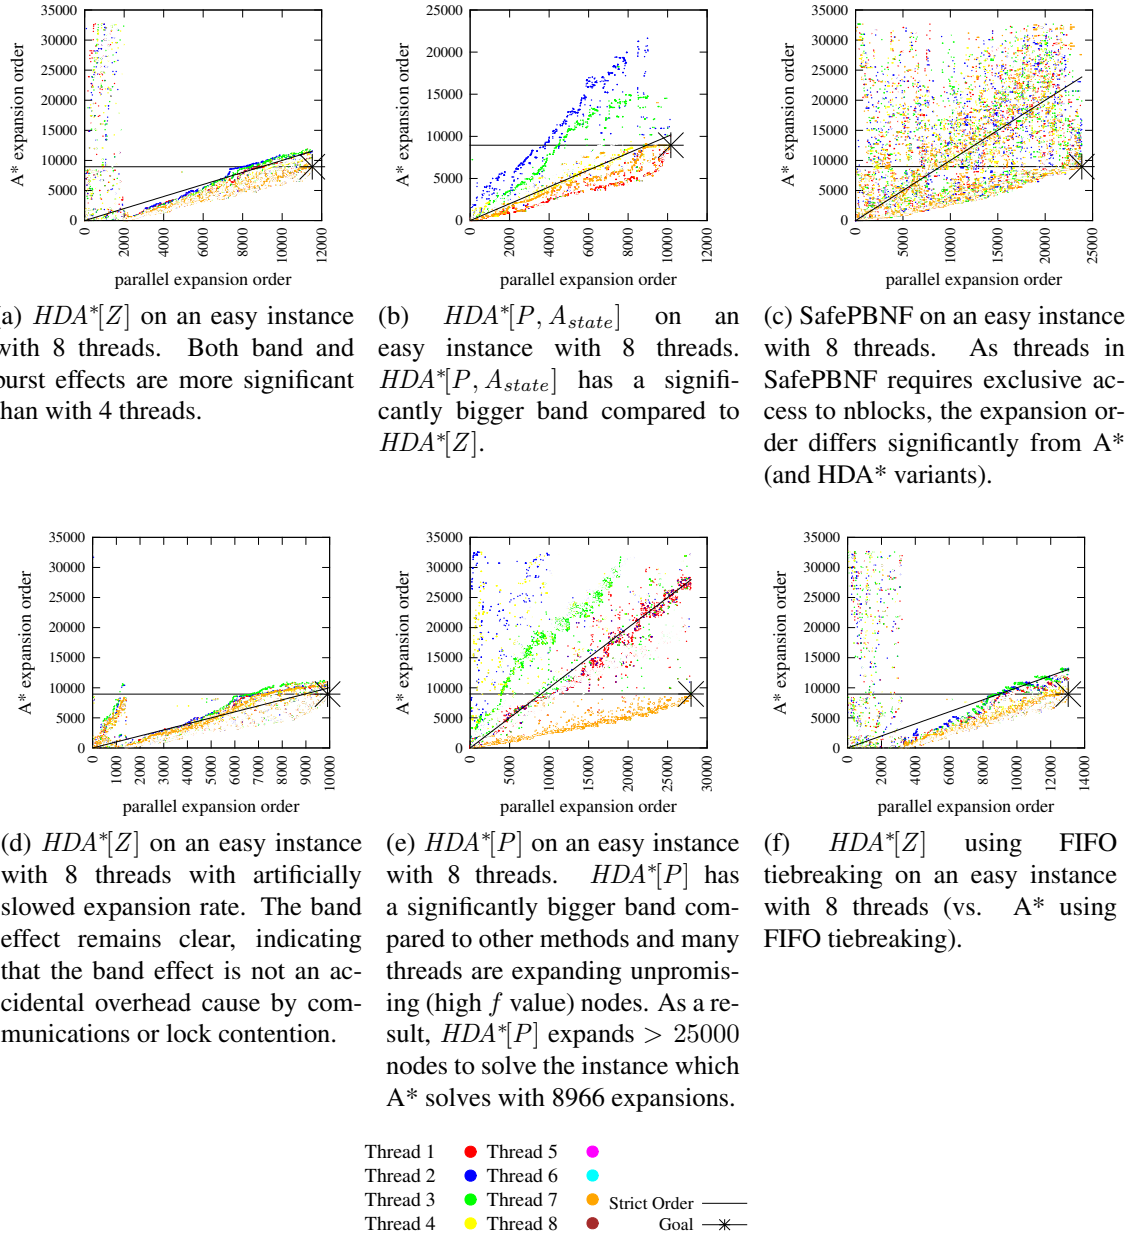 35000
30000
25000
20000
15000
10000
5000
0
A* expansion order
0 2000 4000 6000 8000 10000 12000
parallel expansion order
25000
20000
15000
10000
5000
0
A* expansion order
0 2000 4000 6000 8000 10000 12000
parallel expansion order
35000
30000
25000
20000
15000
10000
5000
0
A* expansion order
0 5000 10000 15000 20000 25000
parallel expansion order
(a) HDA*[Z] on an easy instance
with 8 threads. Both band and
burst effects are more significant
than with 4 threads.
(b) HDA*[P, A_state] on an
easy instance with 8 threads.
HDA*[P, A_state] has a signifi-
cantly bigger band compared to
HDA*[Z].
(c) SafePBNF on an easy instance
with 8 threads. As threads in
SafePBNF requires exclusive ac-
cess to nblocks, the expansion or-
der differs significantly from A*
(and HDA* variants).
35000
30000
25000
20000
15000
10000
5000
0
A* expansion order
0 1000 2000 3000 4000 5000 6000 7000 8000 9000 10000
parallel expansion order
35000
30000
25000
20000
15000
10000
5000
0
A* expansion order
0 5000 10000 15000 20000 25000 30000
parallel expansion order
35000
30000
25000
20000
15000
10000
5000
0
A* expansion order
0 2000 4000 6000 8000 10000 12000 14000
parallel expansion order
(d) HDA*[Z] on an easy instance
with 8 threads with artificially
slowed expansion rate. The band
effect remains clear, indicating
that the band effect is not an ac-
cidental overhead cause by com-
munications or lock contention.
(e) HDA*[P] on an easy instance
with 8 threads. HDA*[P] has
a significantly bigger band com-
pared to other methods and many
threads are expanding unpromis-
ing (high f value) nodes. As a re-
sult, HDA*[P] expands > 25000
nodes to solve the instance which
A* solves with 8966 expansions.
(f) HDA*[Z] using FIFO
tiebreaking on an easy instance
with 8 threads (vs. A* using
FIFO tiebreaking).
Thread 1 Thread 5
Thread 2 Thread 6
Thread 3 Thread 7 Strict Order
Thread 4 Thread 8 Goal